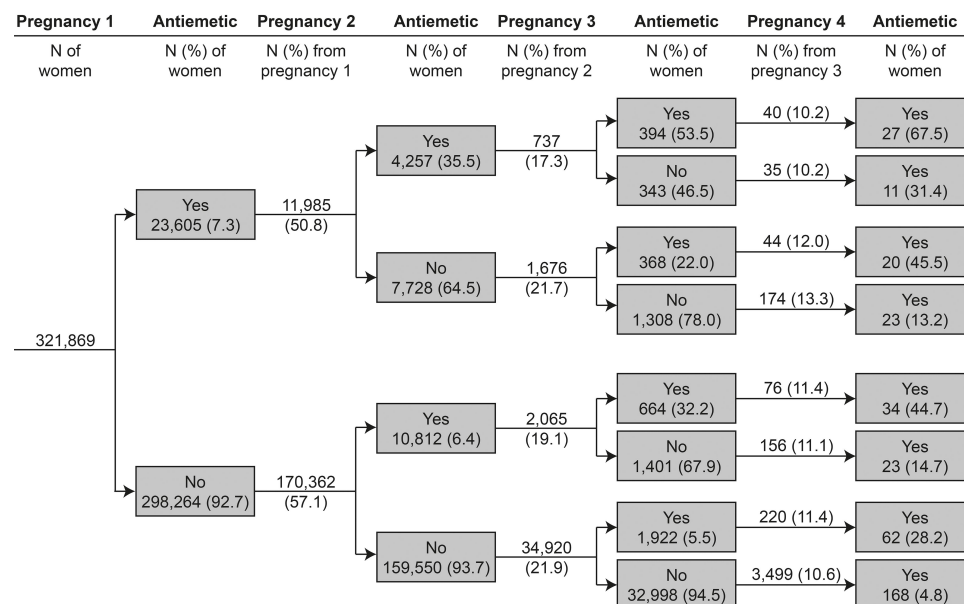 Pregnancy 1 Antiemetic Pregnancy 2 Antiemetic Pregnancy 3 Antiemetic Pregnancy 4 Antiemetic
N of N (%) of N (%) from N (%) of N (%) from N (%) of N (%) from N (%) of
women women pregnancy 1 women pregnancy 2 women pregnancy 3 women
321,869
Yes
23,605 (7.3)
11,985
(50.8)
Yes
4,257 (35.5)
737
(17.3)
Yes
394 (53.5)
40 (10.2)
Yes
27 (67.5)
No
343 (46.5)
35 (10.2)
Yes
11 (31.4)
No
7,728 (64.5)
1,676
(21.7)
Yes
368 (22.0)
44 (12.0)
Yes
20 (45.5)
No
1,308 (78.0)
174 (13.3)
Yes
23 (13.2)
No
298,264 (92.7)
170,362
(57.1)
Yes
10,812 (6.4)
2,065
(19.1)
Yes
664 (32.2)
76 (11.4)
Yes
34 (44.7)
No
1,401 (67.9)
156 (11.1)
Yes
23 (14.7)
No
159,550 (93.7)
34,920
(21.9)
Yes
1,922 (5.5)
220 (11.4)
Yes
62 (28.2)
No
32,998 (94.5)
3,499 (10.6)
Yes
168 (4.8)